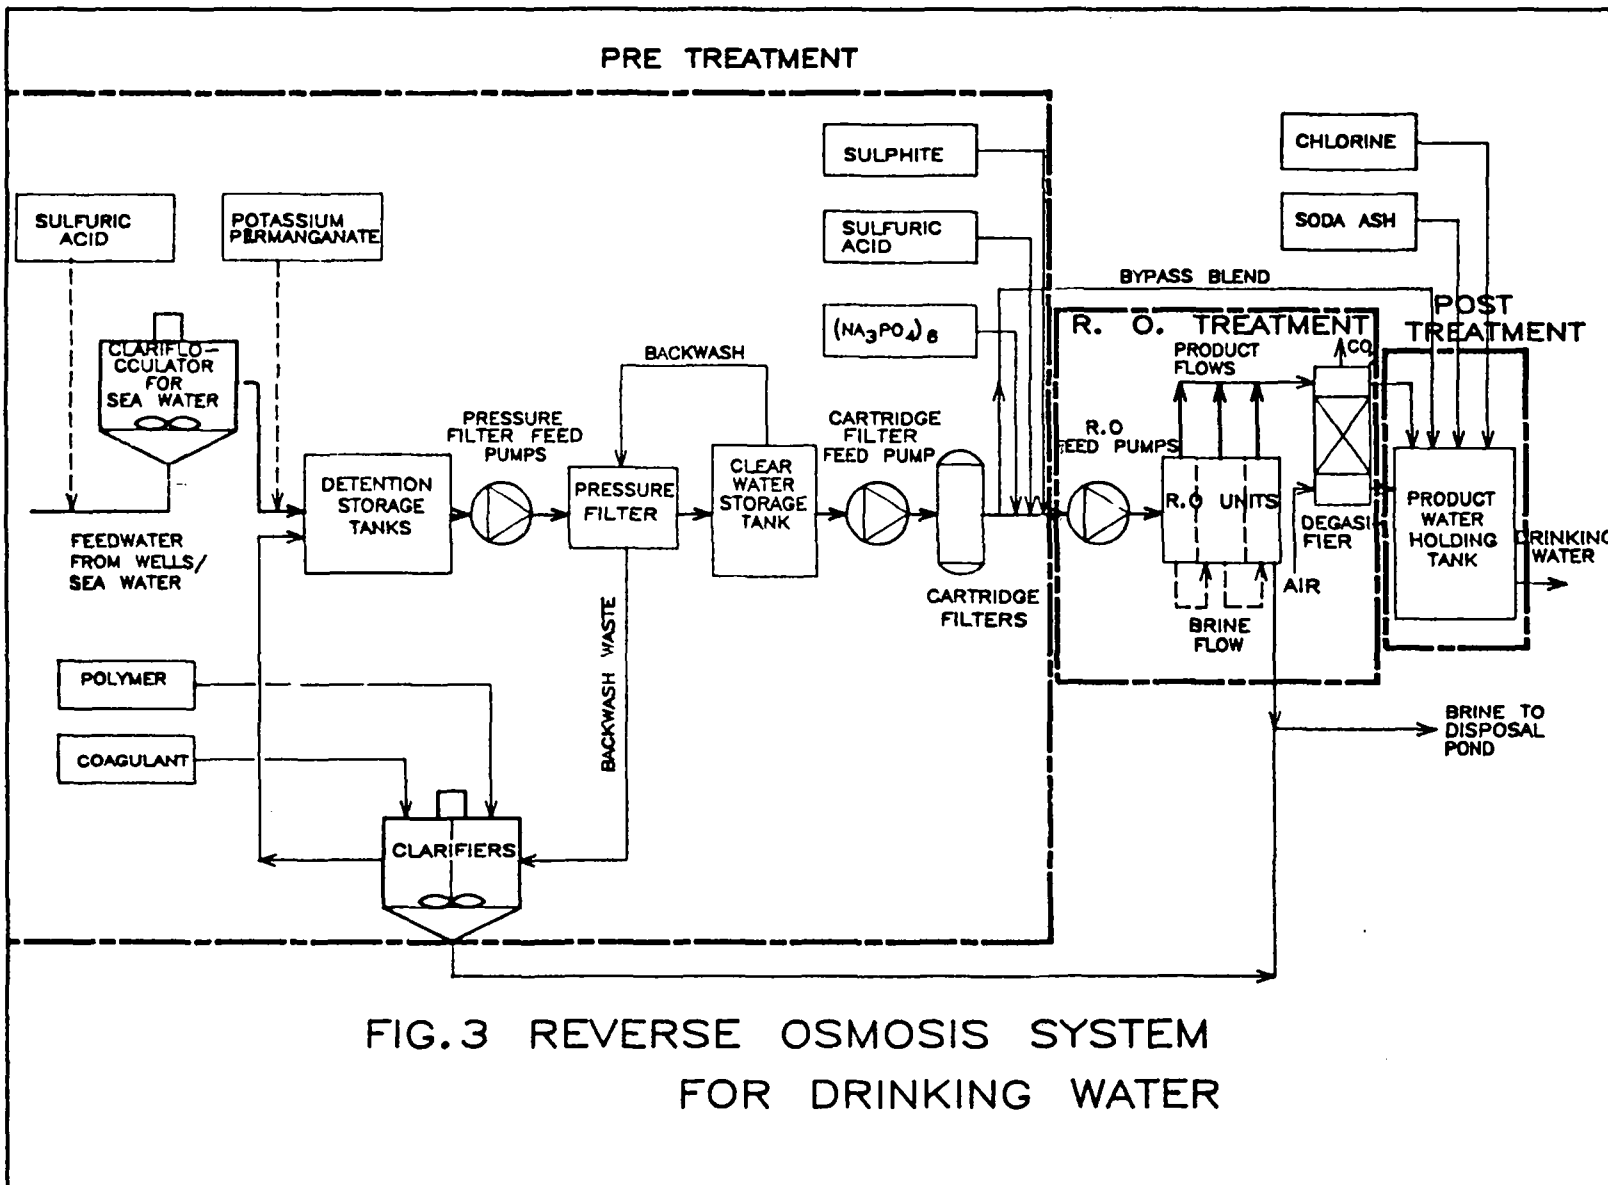 PRE TREATMENT
SULPHITE
CHLORINE
SULFURIC
ACID
POTASSIUM
PERMANGANATE
SULFURIC
ACID
SODA ASH
BYPASS BLEND
(NA3PO4)6
R. O. TREATMENT
POST
TREATMENT
CLARIFLO-
CCULATOR
FOR
SEA WATER
BACKWASH
PRODUCT
FLOWS
CO
PRESSURE
FILTER FEED
PUMPS
CARTRIDGE
FILTER
FEED PUMP
R.O
FEED PUMPS
DETENTION
STORAGE
TANKS
PRESSURE
FILTER
CLEAR
WATER
STORAGE
TANK
R.O UNITS
DEGASI-
FIER
PRODUCT
WATER
HOLDING
TANK
DRINKING
WATER
FEEDWATER
FROM WELLS/
SEA WATER
CARTRIDGE
FILTERS
AIR
BRINE
FLOW
BACKWASH WASTE
POLYMER
COAGULANT
BRINE TO
DISPOSAL
POND
CLARIFIERS
FIG.3 REVERSE OSMOSIS SYSTEM
FOR DRINKING WATER